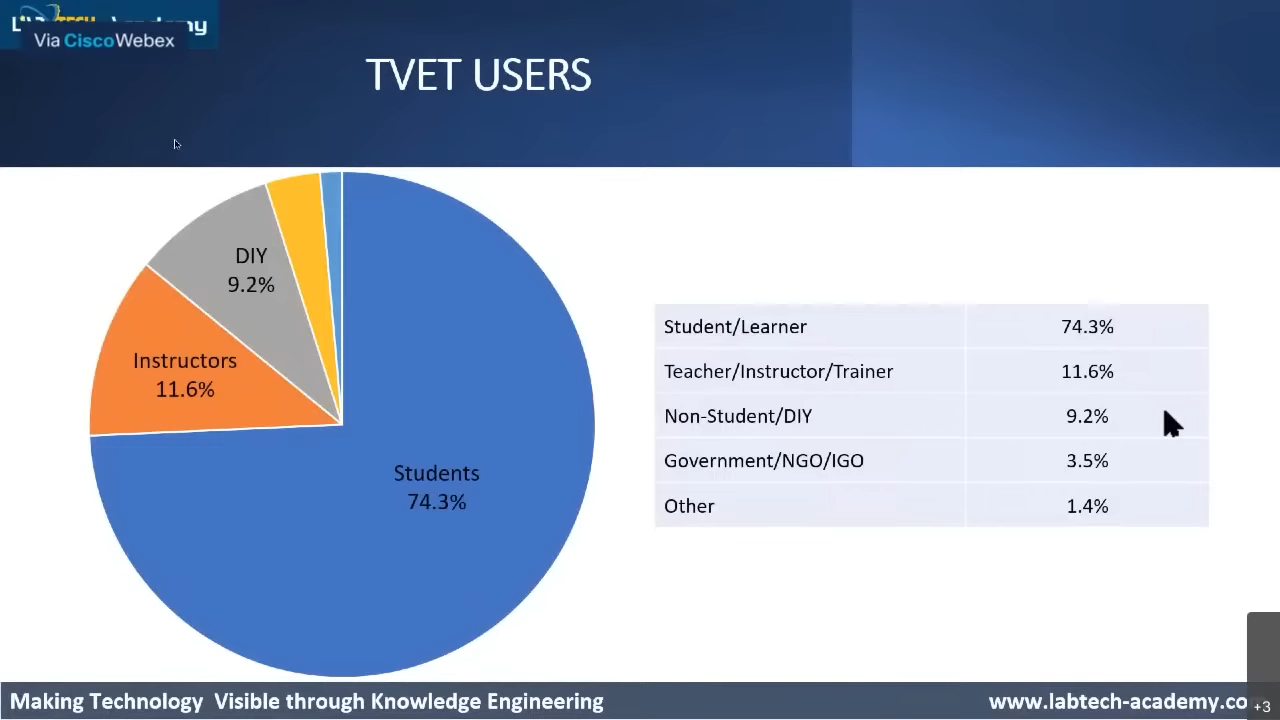 Academy
Via CiscoWebex
TVET USERS
DIY
9.2%
Instructors
11.6%
Students
74.3%
Student/Learner 74.3%
Teacher/Instructor/Trainer 11.6%
Non-Student/DIY 9.2%
Government/NGO/IGO 3.5%
Other 1.4%
Making Technology Visible through Knowledge Engineering
www.labtech-academy.co
+3